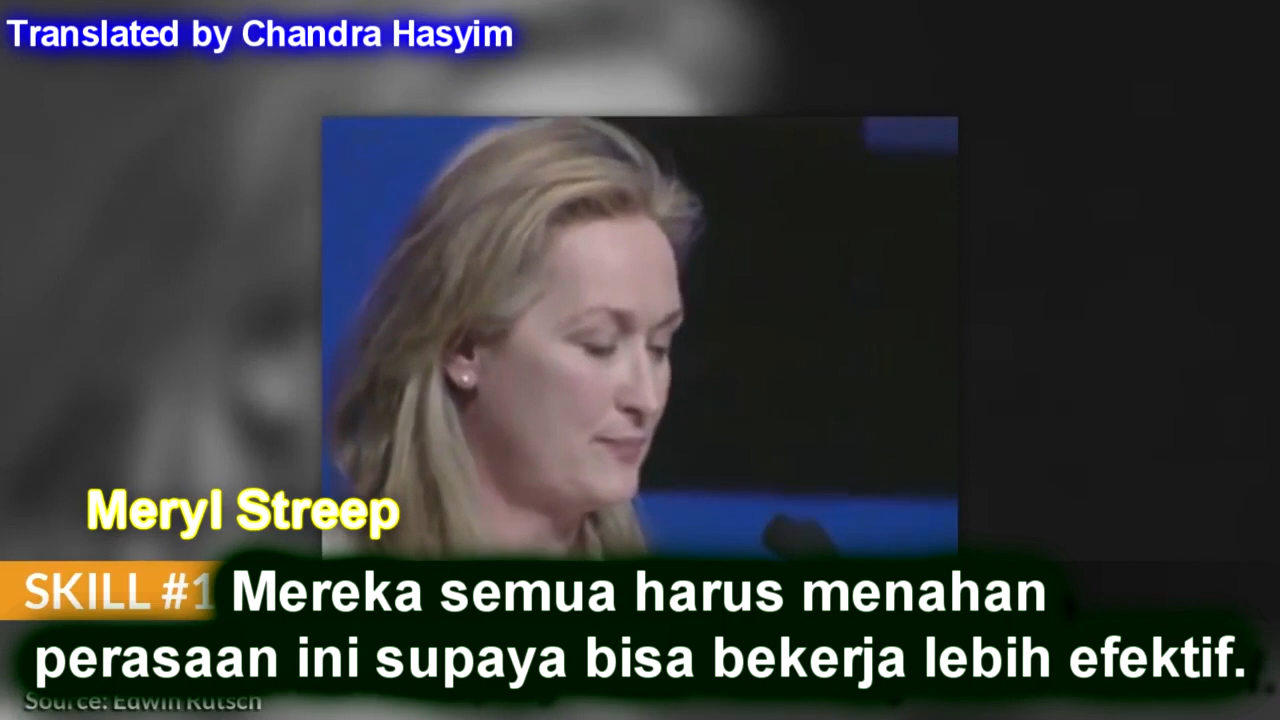 Translated by Chandra Hasyim
Meryl Streep
SKILL #1
Mereka semua harus menahan
perasaan ini supaya bisa bekerja lebih efektif.
Source: Edwin Rutsch